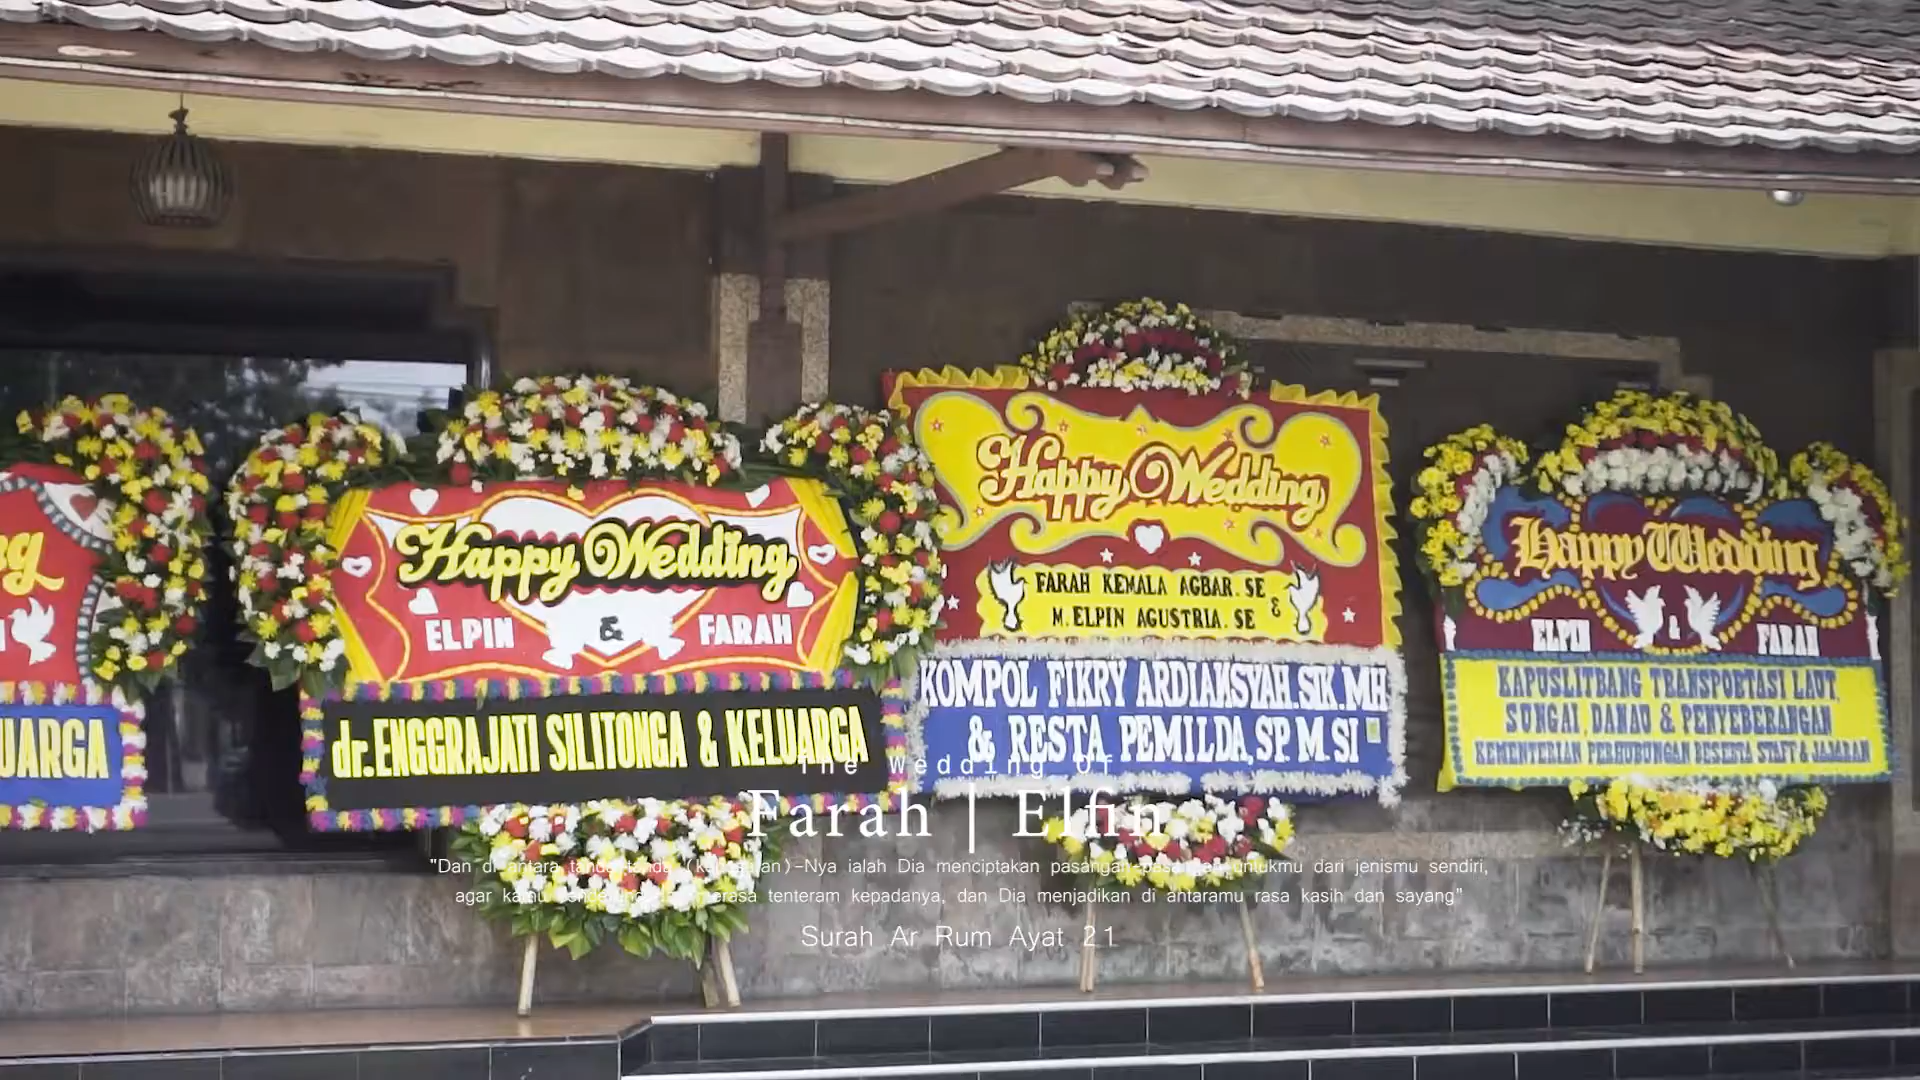 UARGA
Happy Wedding
ELPIN & FARAH
dr.ENGGRAJATI SILITONGA & KELUARGA
Happy Wedding
FARAH KEMALA AGBAR.SE
&
M.ELPIN AGUSTRIA.SE
KOMPOL FIKRY ARDIANSYAH.SIK.MH
& RESTA PEMILDA,SP.M.SI
Happy Wedding
ELPIN & FARAH
KAPUSLITBANG TRANSPORTASI LAUT,
SUNGAI,DANAU & PENYEBERANGAN
KEMENTERIAN PERHUBUNGAN BESERTA STAFF & JAJARAN
The Wedding Of
Farah | Elfin
"Dan di antara tanda-tanda (kebesaran)-Nya ialah Dia menciptakan pasangan-pasangan untukmu dari jenismu sendiri,
agar kamu merasa tenteram kepadanya, dan Dia menjadikan di antaramu rasa kasih dan sayang"
Surah Ar Rum Ayat 21